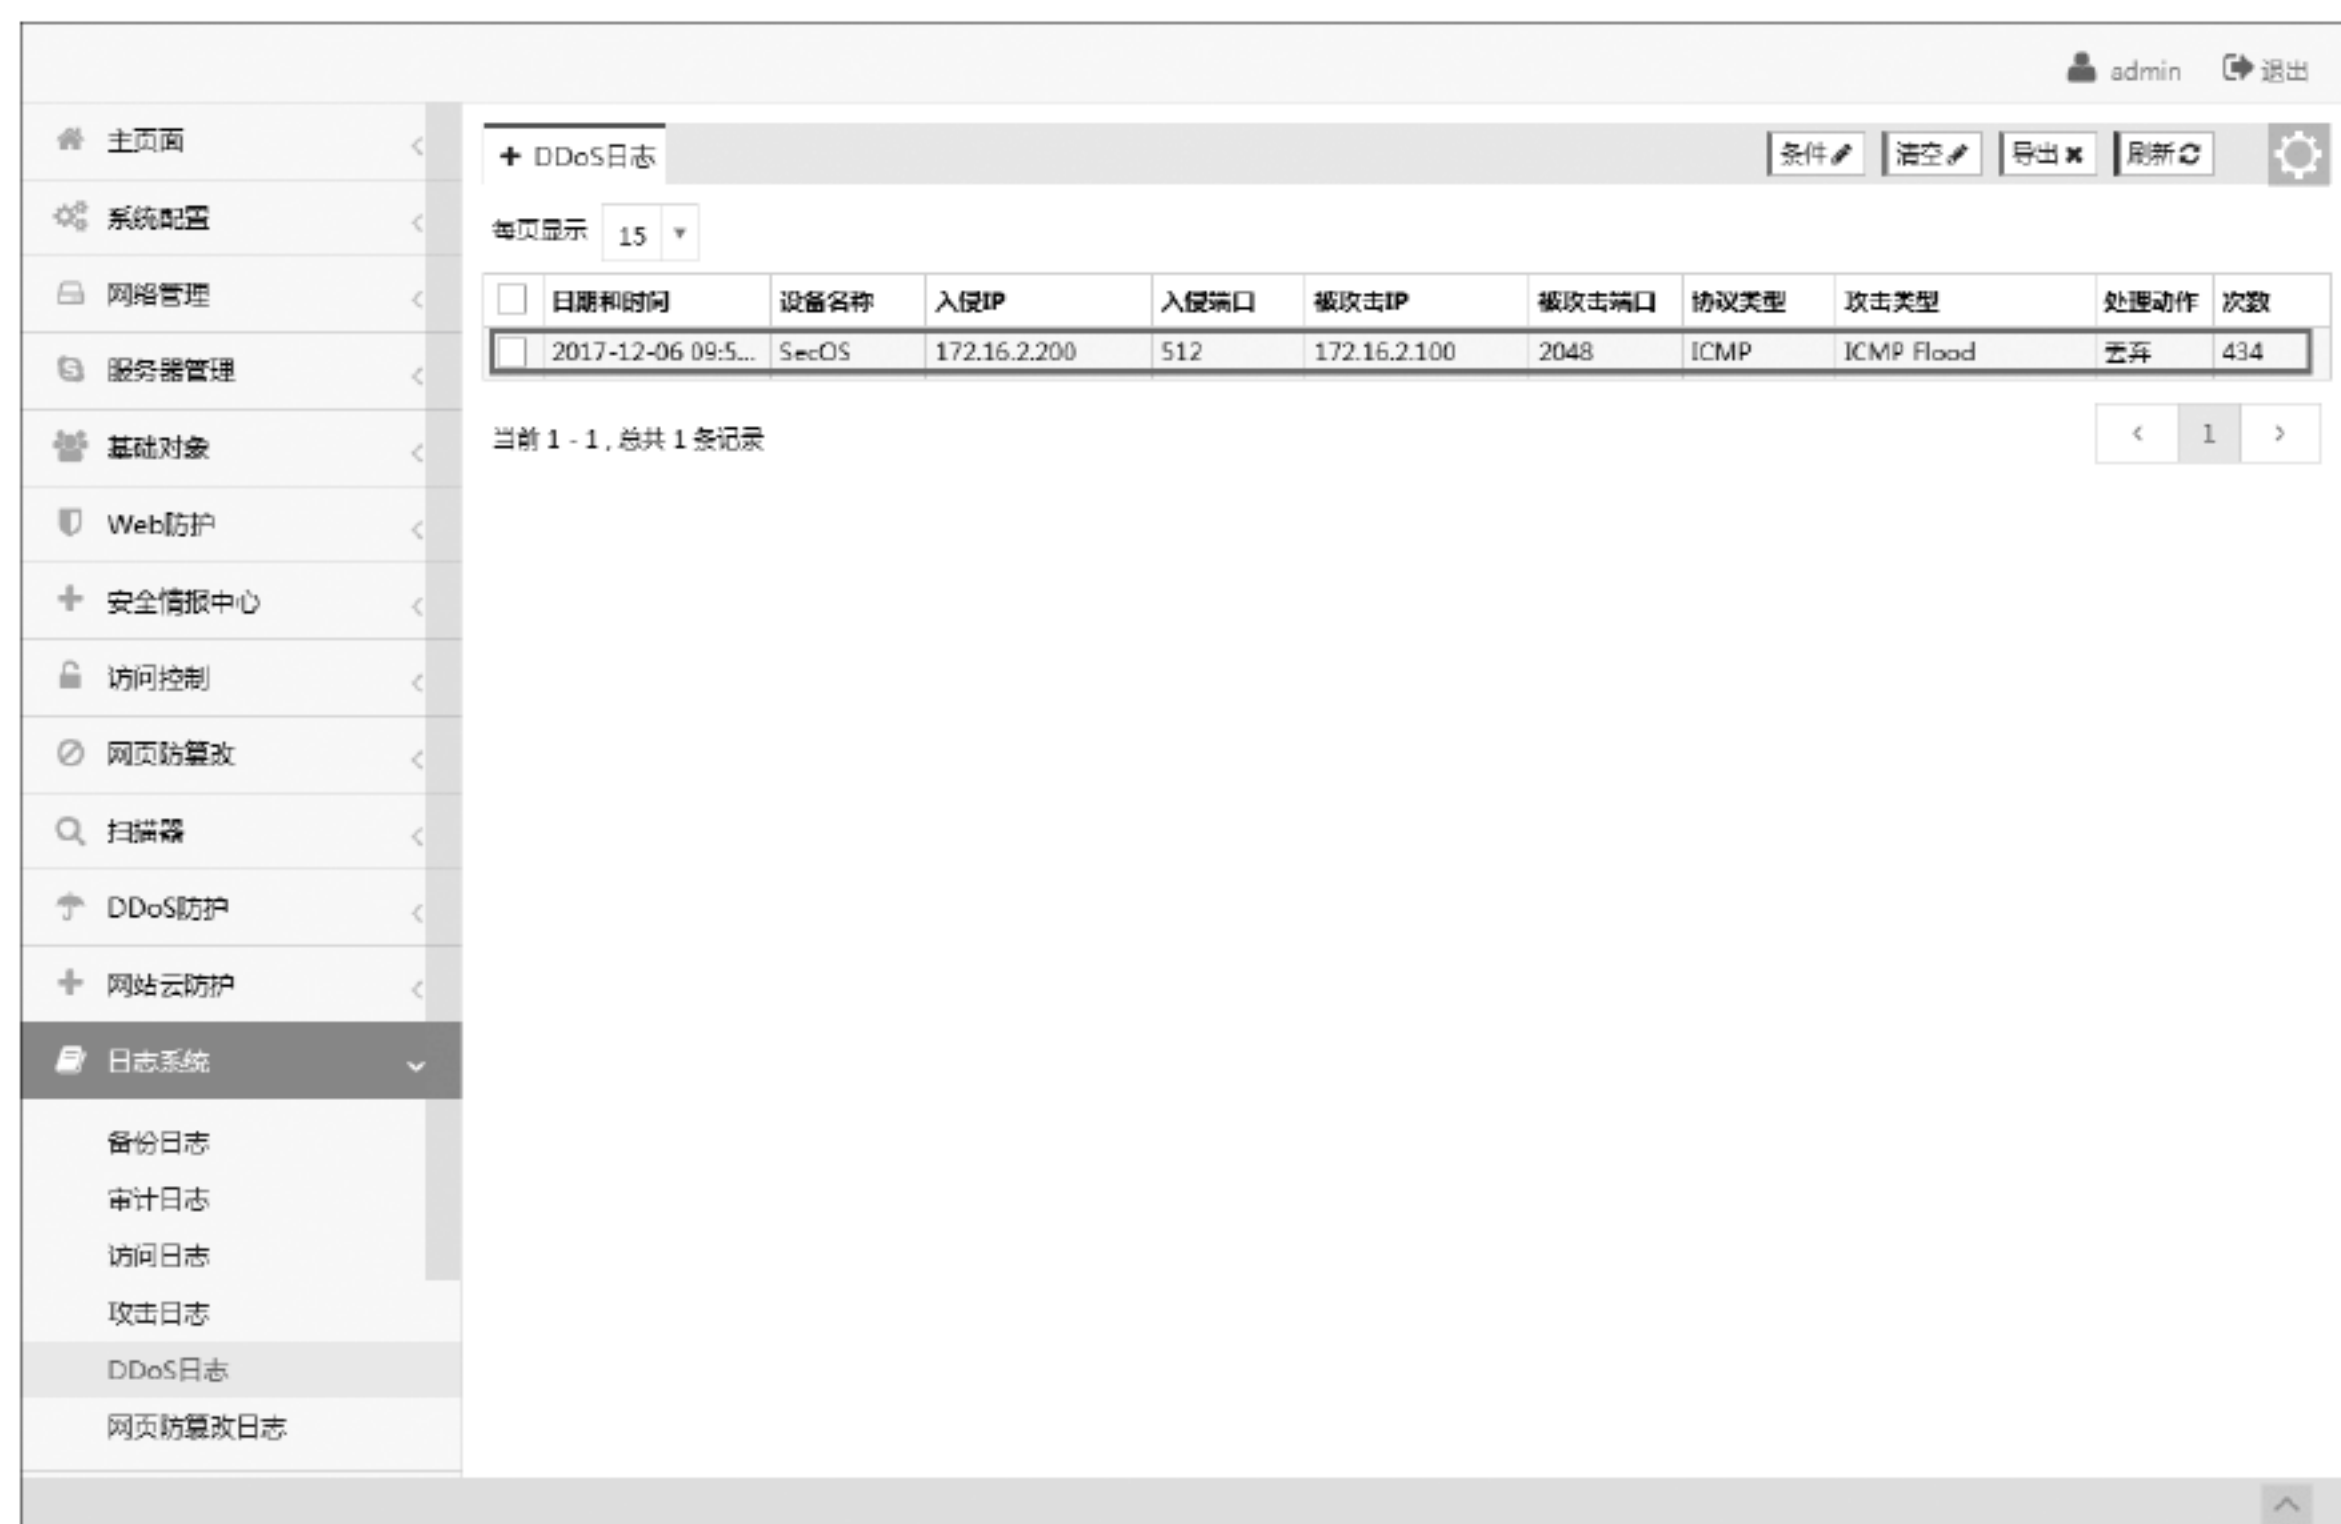 admin 退出
主页面
系统配置
网络管理
服务器管理
基础对象
Web防护
安全情报中心
访问控制
网页防篡改
扫描器
DDoS防护
网站云防护
日志系统
备份日志
审计日志
访问日志
攻击日志
DDoS日志
网页防篡改日志
DDoS日志 条件 清空 导出 刷新
每页显示 15
日期和时间 设备名称 入侵IP 入侵端口 被攻击IP 被攻击端口 协议类型 攻击类型 处理动作 次数
2017-12-06 09:5... SecOS 172.16.2.200 512 172.16.2.100 2048 ICMP ICMP Flood 丢弃 434
当前 1 - 1 , 总共 1 条记录
< 1 >